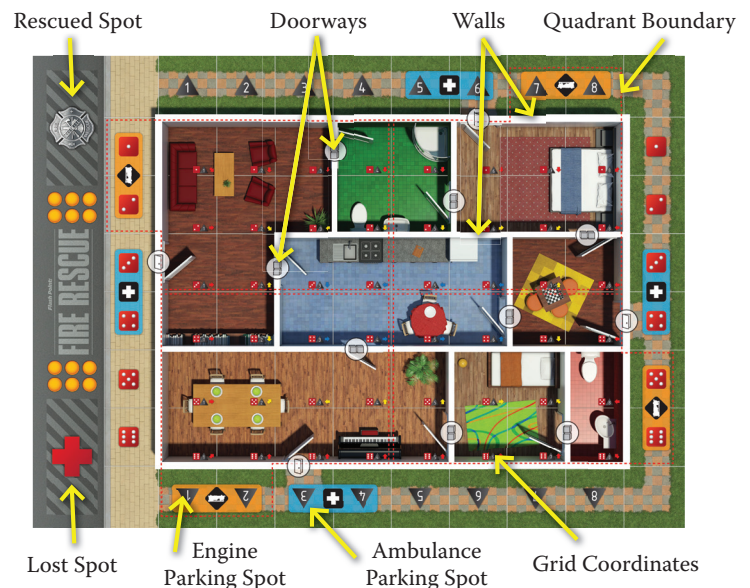 Rescued Spot
Doorways
Walls
Quadrant Boundary
1 2 3 4 5 6 7 8
Flash Point:
FIRE RESCUE
1 2 3 4 5 6 7 8
Lost Spot
Engine
Parking Spot
Ambulance
Parking Spot
Grid Coordinates